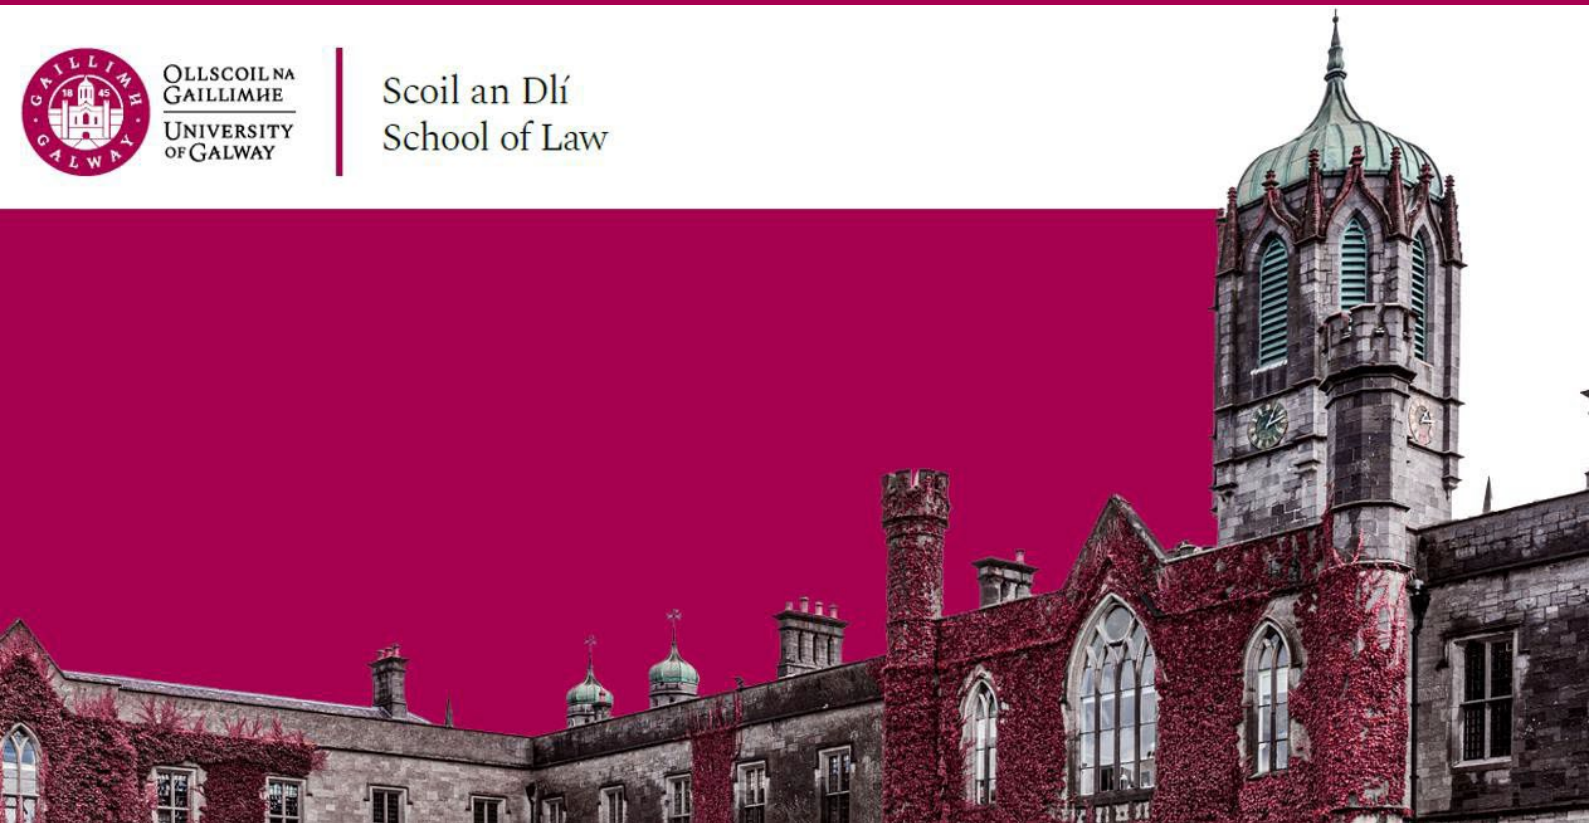 GAILLIMH
18 45
GALWAY
OLLSCOIL NA
GAILLIMHE
UNIVERSITY
OF GALWAY
Scoil an Dlí
School of Law